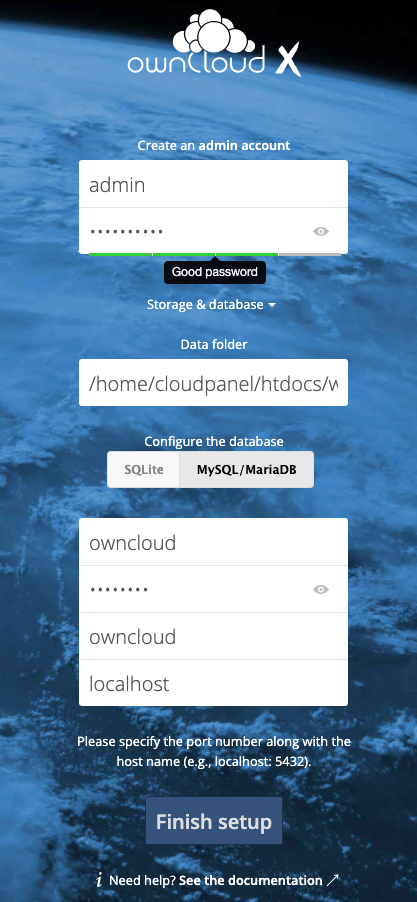 ownCloud X
Create an admin account
admin
••••••••••
Good password
Storage & database
Data folder
/home/cloudpanel/htdocs/w
Configure the database
SQLite MySQL/MariaDB
owncloud
••••••••
owncloud
localhost
Please specify the port number along with the
host name (e.g., localhost: 5432).
Finish setup
i Need help? See the documentation ↗